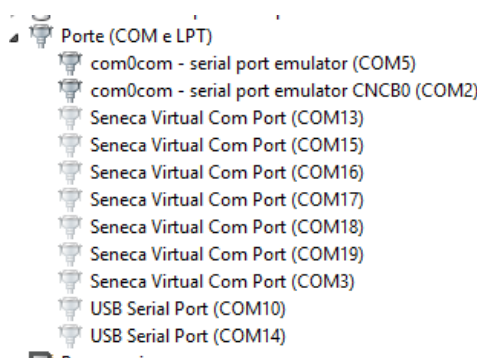 Porte (COM e LPT)
com0com - serial port emulator (COM5)
com0com - serial port emulator CNCB0 (COM2)
Seneca Virtual Com Port (COM13)
Seneca Virtual Com Port (COM15)
Seneca Virtual Com Port (COM16)
Seneca Virtual Com Port (COM17)
Seneca Virtual Com Port (COM18)
Seneca Virtual Com Port (COM19)
Seneca Virtual Com Port (COM3)
USB Serial Port (COM10)
USB Serial Port (COM14)